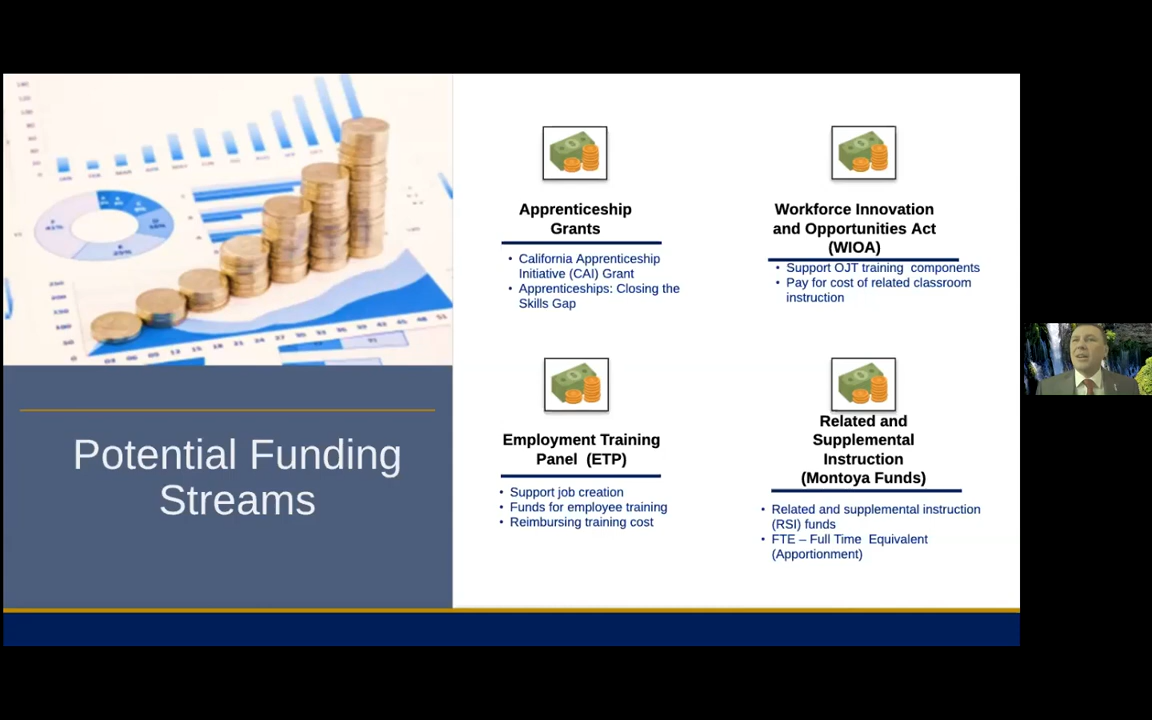 Potential Funding
Streams
Apprenticeship
Grants
• California Apprenticeship
Initiative (CAI) Grant
• Apprenticeships: Closing the
Skills Gap
Workforce Innovation
and Opportunities Act
(WIOA)
• Support OJT training  components
• Pay for cost of related classroom
instruction
Employment Training
Panel  (ETP)
• Support job creation
• Funds for employee training
• Reimbursing training cost
Related and
Supplemental
Instruction
(Montoya Funds)
• Related and supplemental instruction
(RSI) funds
• FTE – Full Time  Equivalent
(Apportionment)